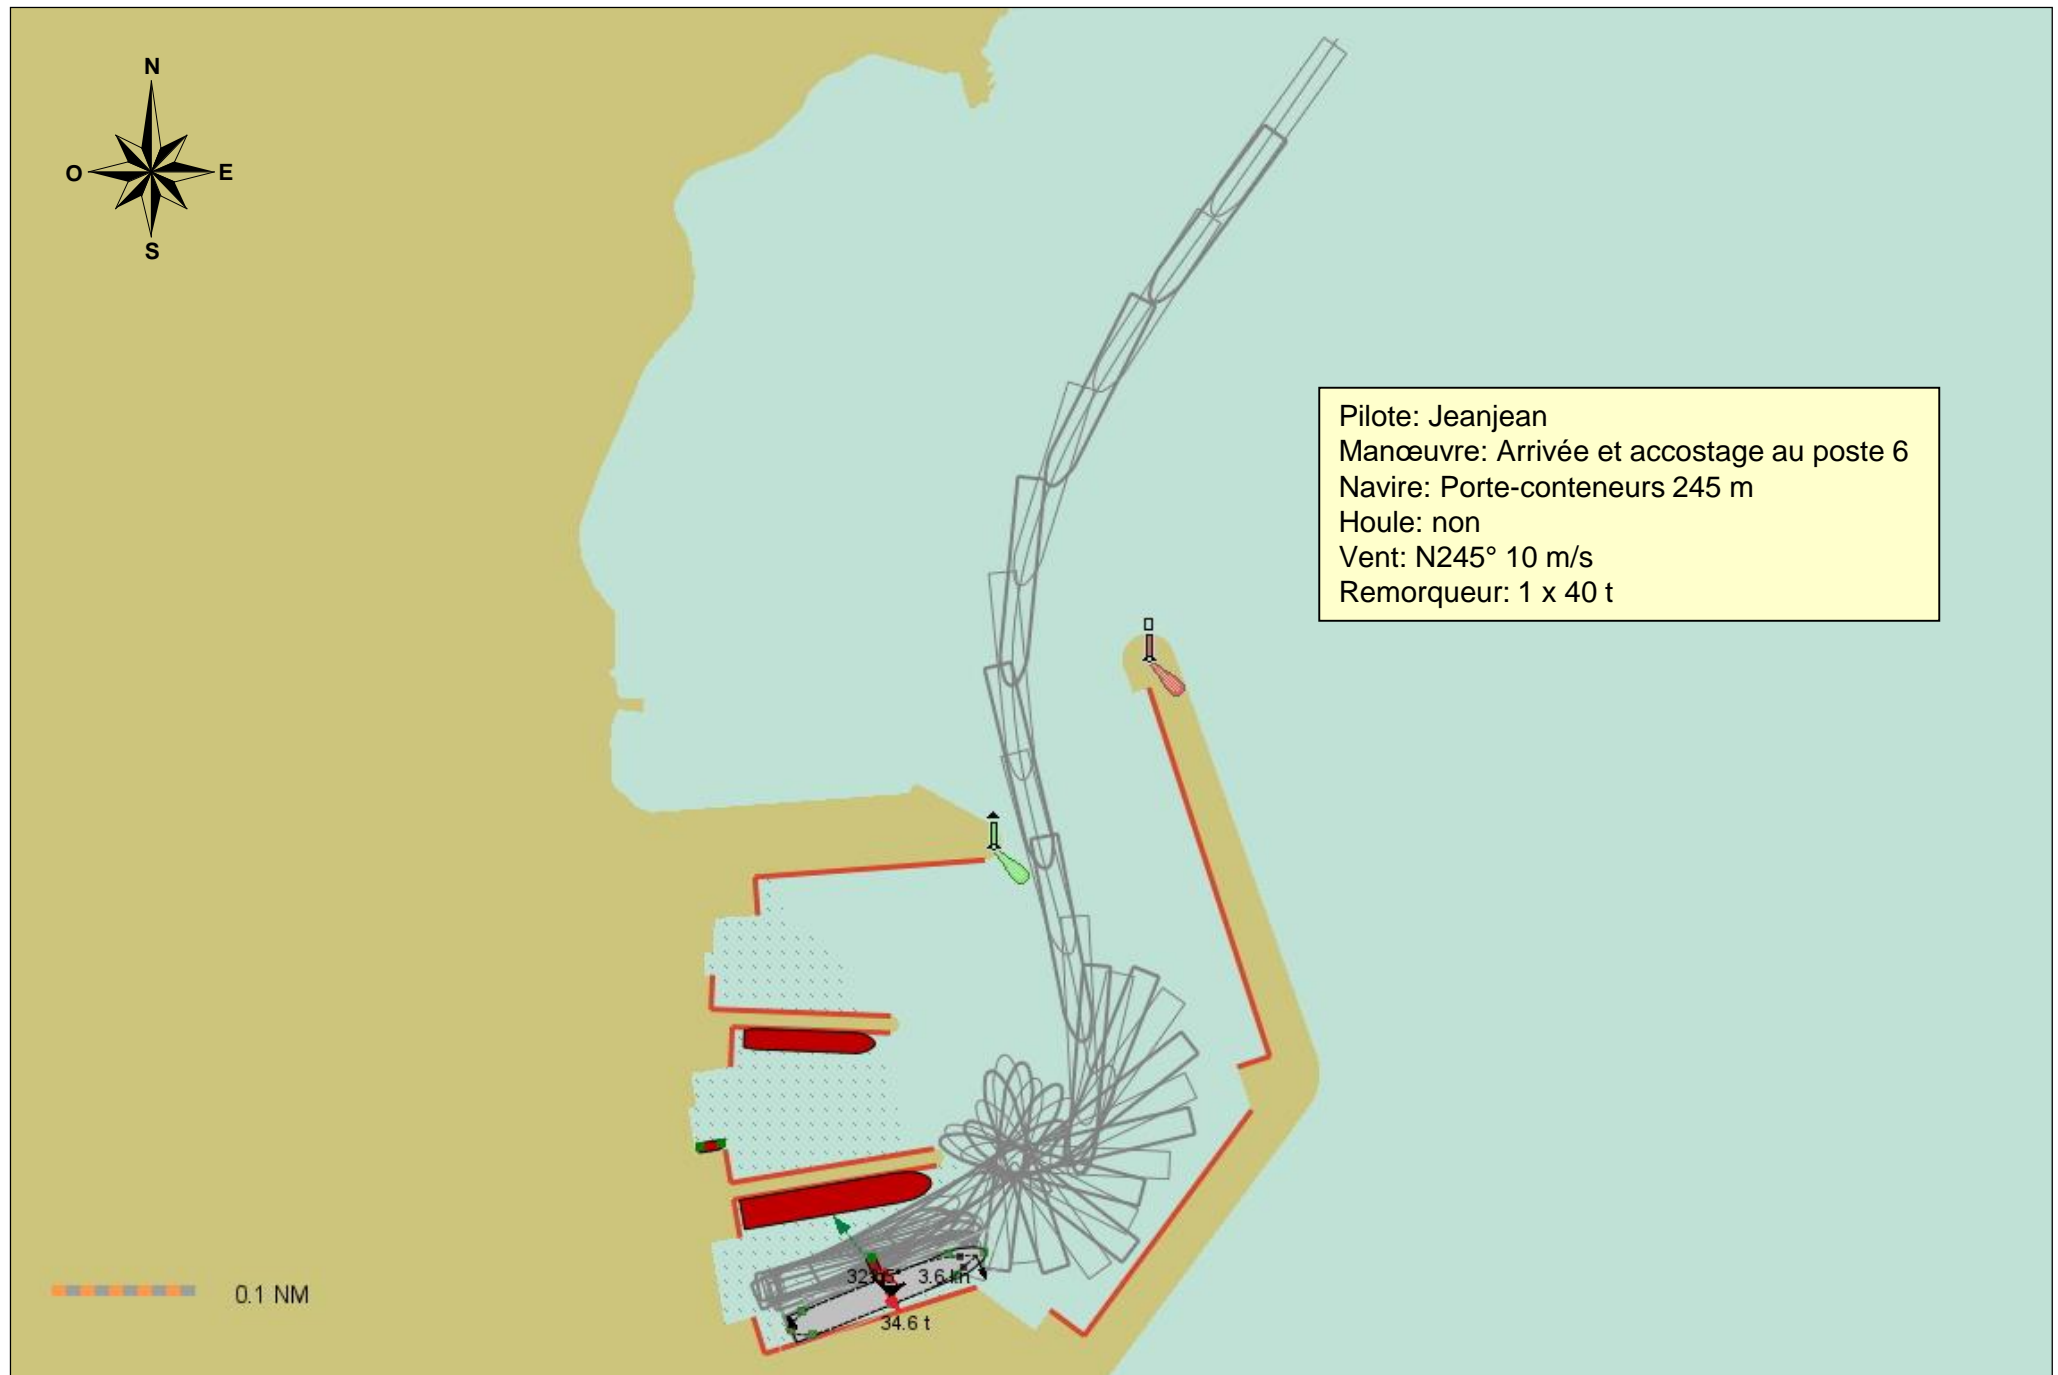 N
O
E
S
Pilote: Jeanjean
Manœuvre: Arrivée et accostage au poste 6
Navire: Porte-conteneurs 245 m
Houle: non
Vent: N245° 10 m/s
Remorqueur: 1 x 40 t
3.6 kn
34.6 t
0.1 NM